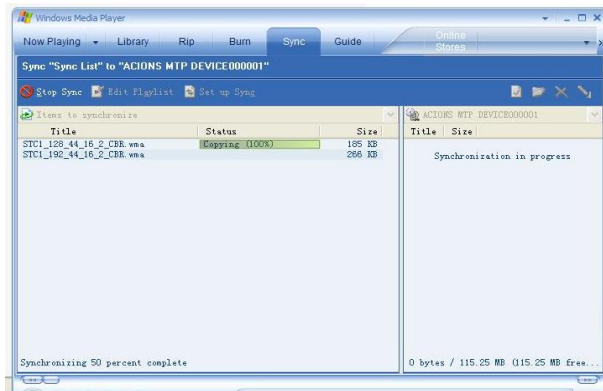 Windows Media Player
Now Playing Library Rip Burn Sync Guide Online Stores
Sync "Sync List" to "ACIONS MTP DEVICE000001"
Stop Sync Edit Playlist Set up Sync
Items to synchronize ACIONS MTP DEVICE000001
Title Status Size Title Size
STC1_128_44_16_2_CBR.wma Copying (100%) 185 KB
STC1_192_44_16_2_CBR.wma 266 KB
Synchronization in progress
Synchronizing 50 percent complete 0 bytes / 115.25 MB (115.25 MB free...